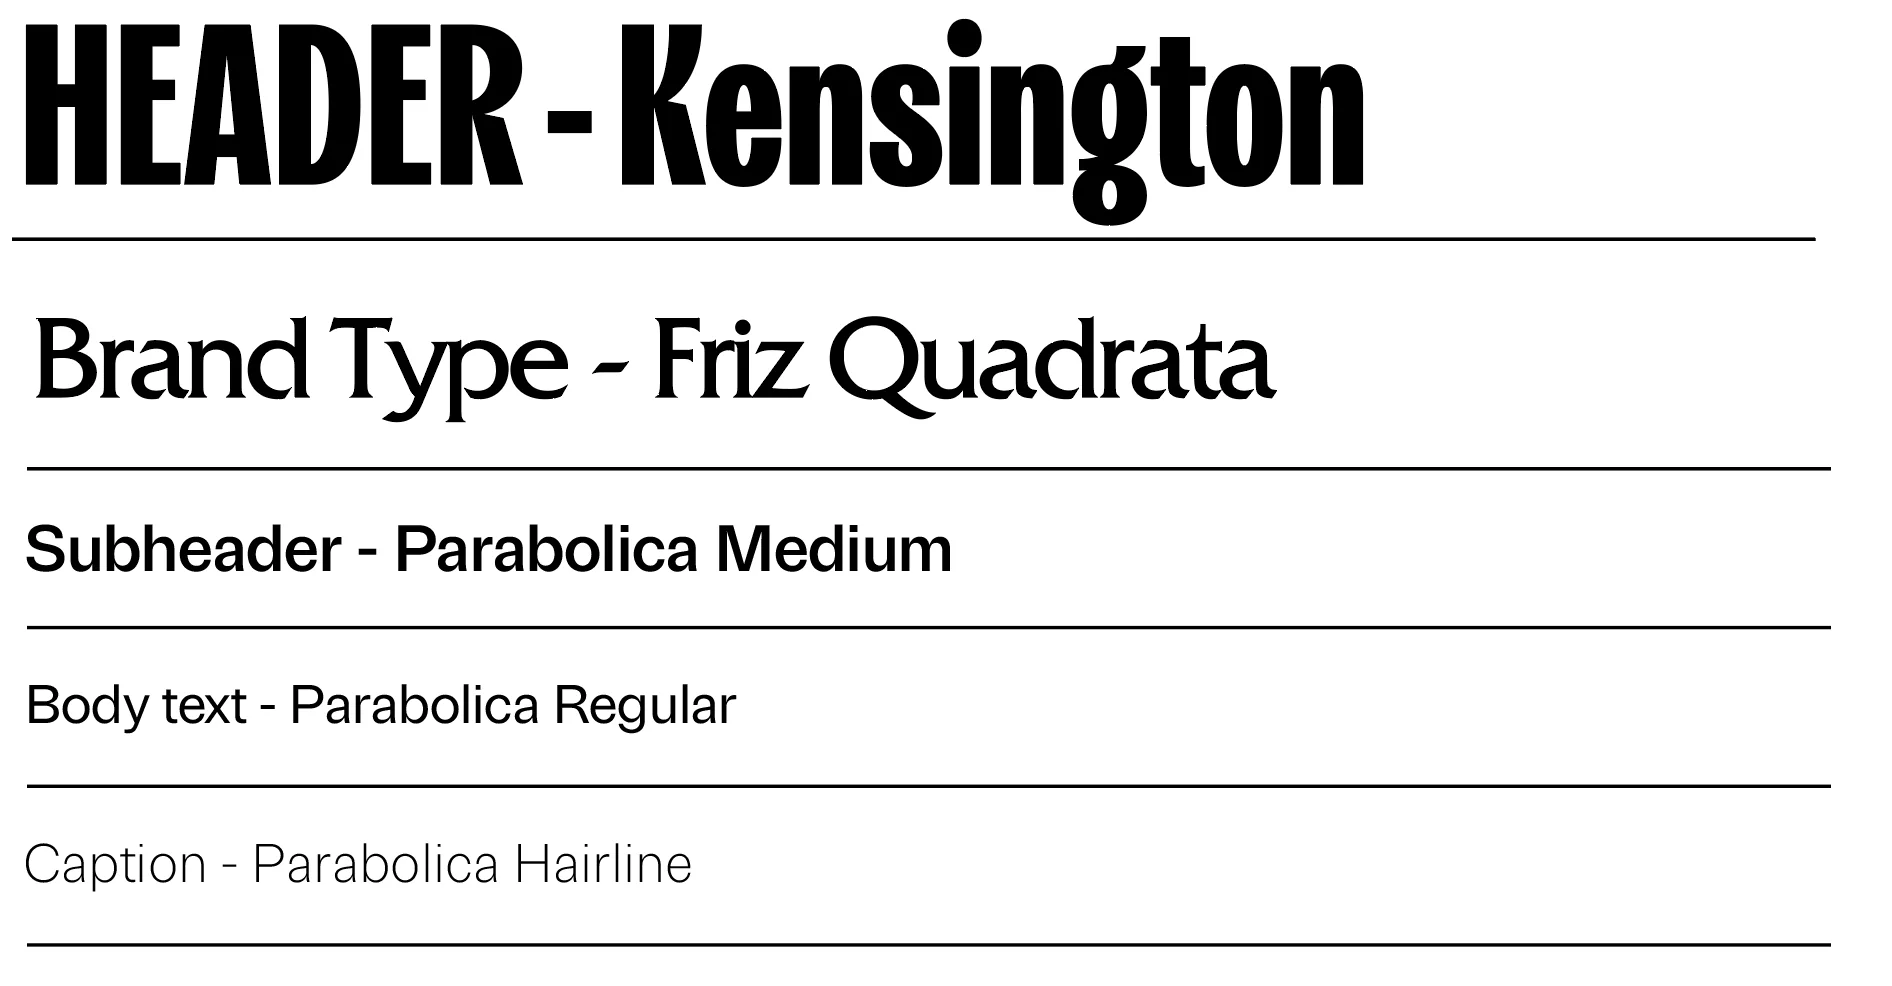 HEADER - Kensington
Brand Type - Friz Quadrata
Subheader - Parabolica Medium
Body text - Parabolica Regular
Caption - Parabolica Hairline